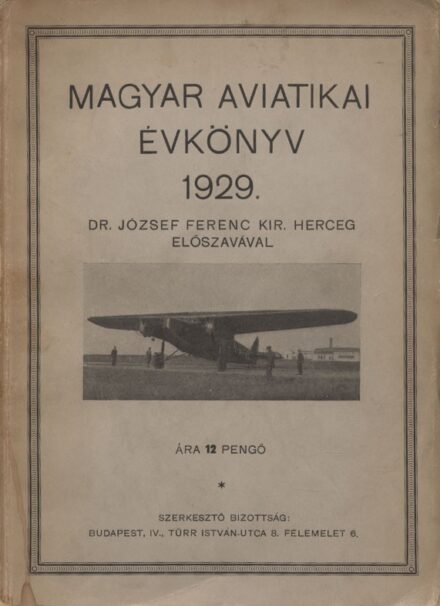 MAGYAR AVIATIKAI
ÉVKÖNYV
1929.
DR. JÓZSEF FERENC KIR. HERCEG
ELŐSZAVÁVAL
ÁRA 12 PENGŐ
*
SZERKESZTŐ BIZOTTSÁG:
BUDAPEST, IV., TÜRR ISTVÁN-UTCA 8. FÉLEMELET 6.